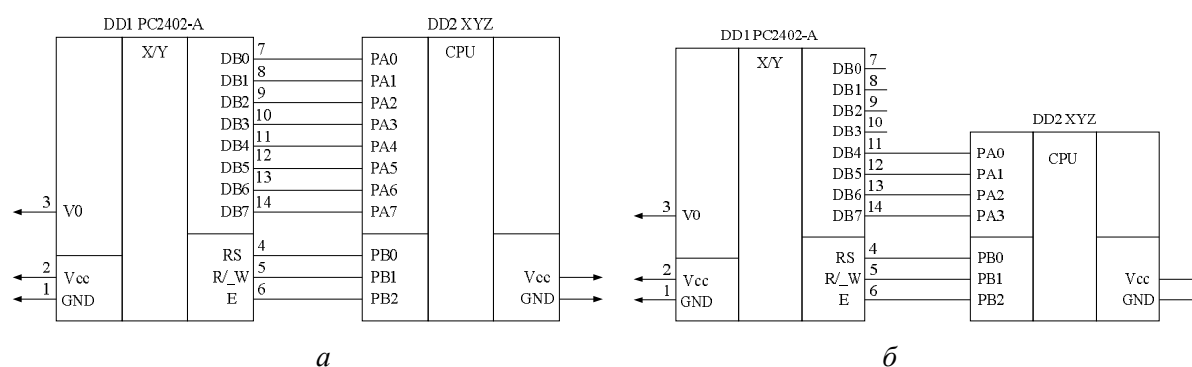 DD1 PC2402-A DD2 XYZ
X/Y CPU
DB0 7 PA0
DB1 8 PA1
DB2 9 PA2
DB3 10 PA3
DB4 11 PA4
DB5 12 PA5
DB6 13 PA6
3 V0 DB7 14 PA7
RS 4 PB0
2 Vcc R/_W 5 PB1 Vcc
1 GND E 6 PB2 GND
а
DD1 PC2402-A
X/Y
DB0 7
DB1 8
DB2 9
DB3 10
DD2 XYZ
DB4 11 PA0 CPU
DB5 12 PA1
DB6 13 PA2
3 V0 DB7 14 PA3
RS 4 PB0
2 Vcc R/_W 5 PB1 Vcc
1 GND E 6 PB2 GND
б